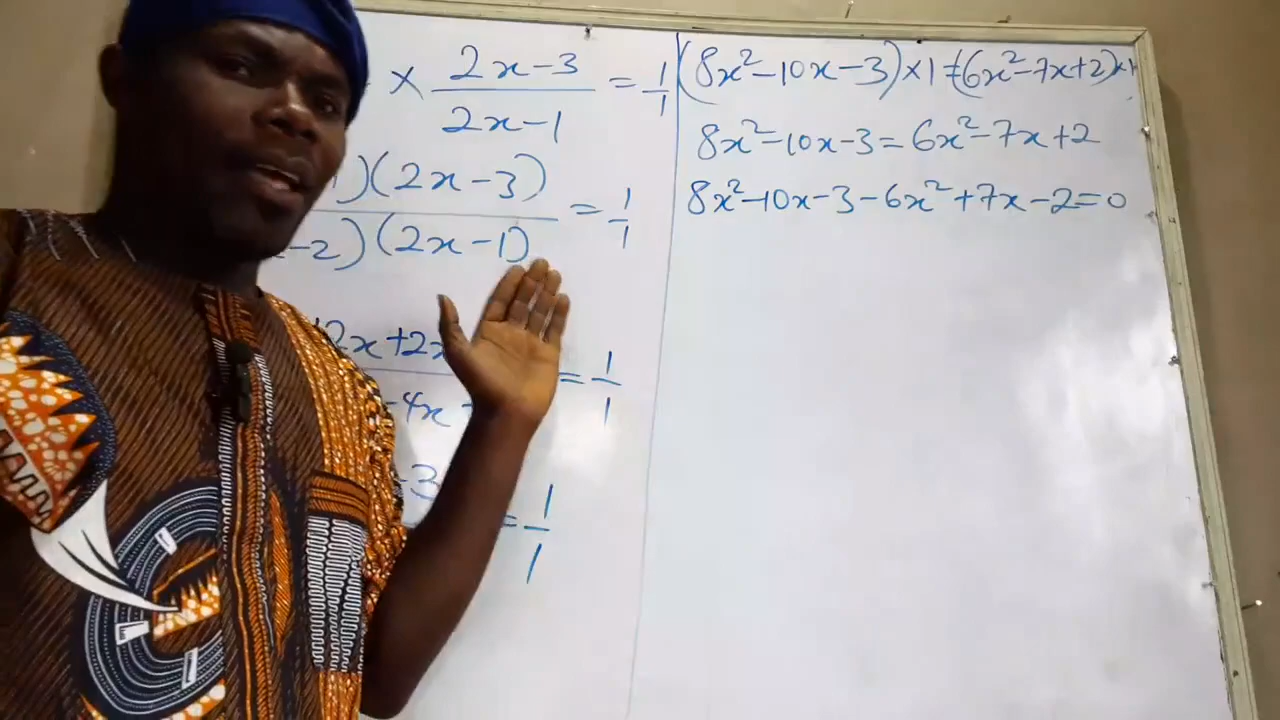 × 2x-3 / 2x-1 = 1/1
)(2x-3) / -2)(2x-1) = 1/1
12x+2x / -4x = 1/1
-3 = 1/1
(8x²-10x-3)×1=(6x²-7x+2)×1
8x²-10x-3=6x²-7x+2
8x²-10x-3-6x²+7x-2=0